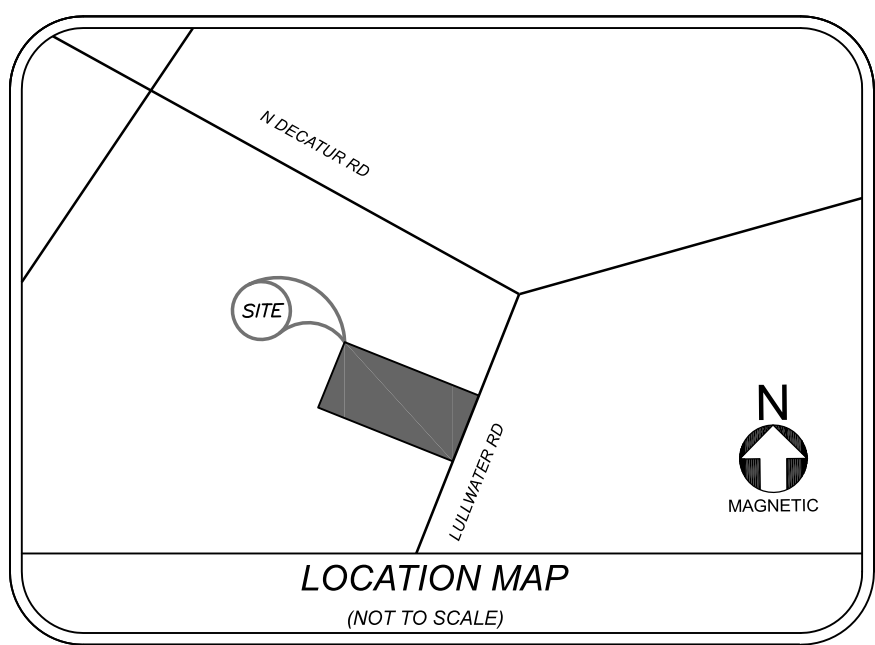 N DECATUR RD
SITE
N
LULLWATER RD
MAGNETIC
LOCATION MAP
(NOT TO SCALE)